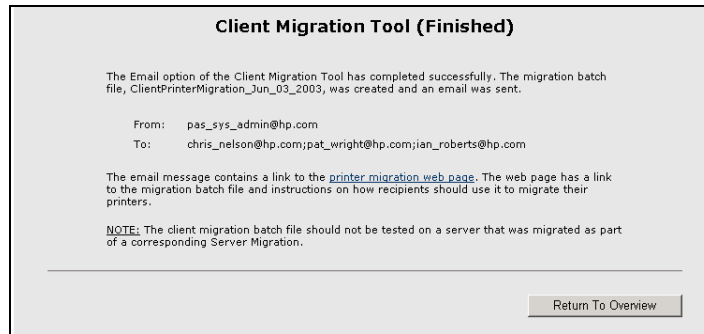 Client Migration Tool (Finished)
The Email option of the Client Migration Tool has completed successfully. The migration batch
file, ClientPrinterMigration_Jun_03_2003, was created and an email was sent.
From: pas_sys_admin@hp.com
To: chris_nelson@hp.com;pat_wright@hp.com;ian_roberts@hp.com
The email message contains a link to the printer migration web page. The web page has a link
to the migration batch file and instructions on how recipients should use it to migrate their
printers.
NOTE: The client migration batch file should not be tested on a server that was migrated as part
of a corresponding Server Migration.
Return To Overview